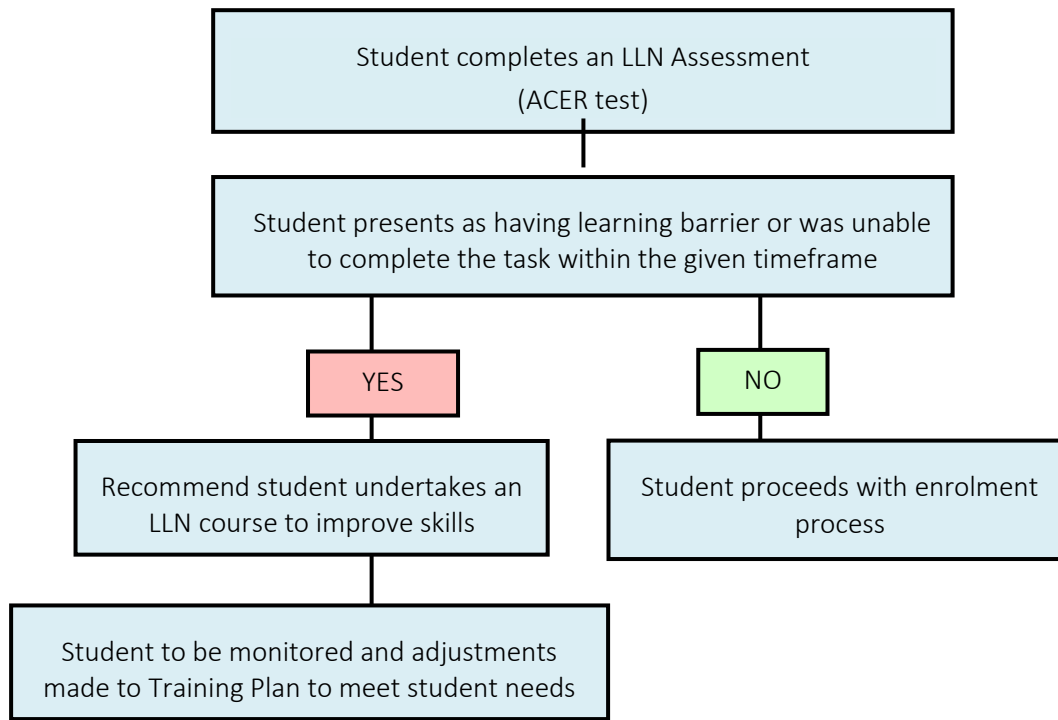 Student completes an LLN Assessment
(ACER test)
Student presents as having learning barrier or was unable
to complete the task within the given timeframe
YES
NO
Recommend student undertakes an
LLN course to improve skills
Student proceeds with enrolment
process
Student to be monitored and adjustments
made to Training Plan to meet student needs